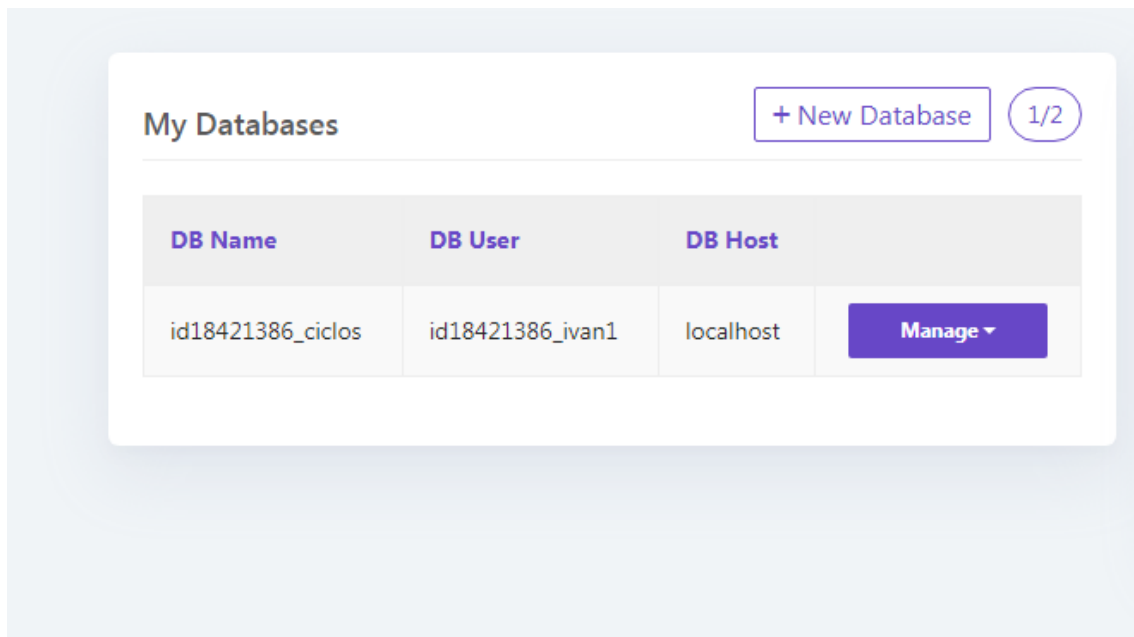 My Databases
+ New Database
1/2
DB Name DB User DB Host
id18421386_ciclos id18421386_ivan1 localhost Manage